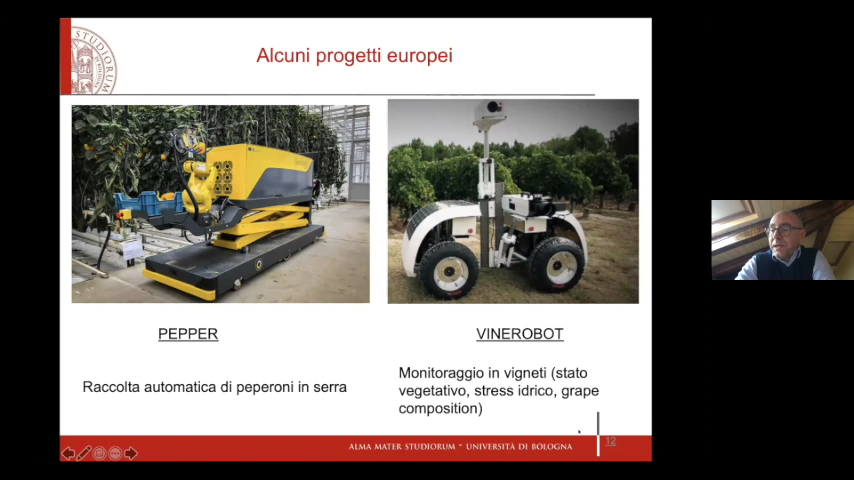 Alcuni progetti europei
PEPPER
VINEROBOT
Raccolta automatica di peperoni in serra
Monitoraggio in vigneti (stato
vegetativo, stress idrico, grape
composition)
ALMA MATER STUDIORUM ~ UNIVERSITÀ DI BOLOGNA
12